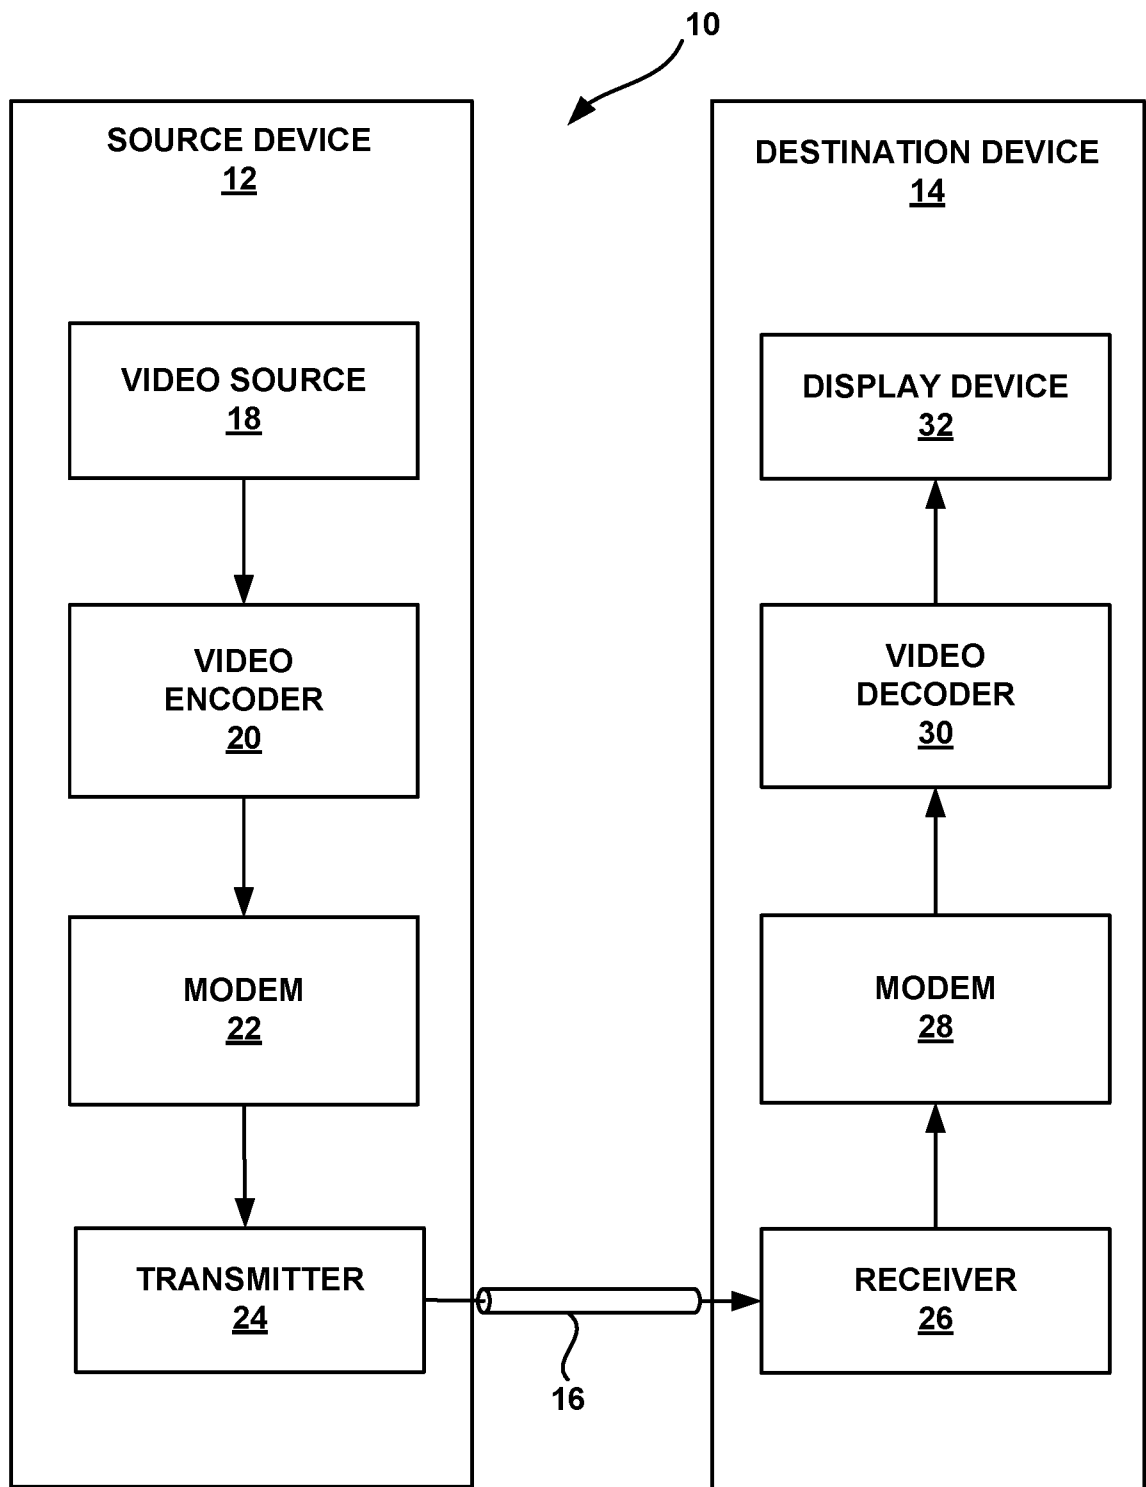 10
SOURCE DEVICE
12
VIDEO SOURCE
18
VIDEO
ENCODER
20
MODEM
22
TRANSMITTER
24
16
DESTINATION DEVICE
14
DISPLAY DEVICE
32
VIDEO
DECODER
30
MODEM
28
RECEIVER
26